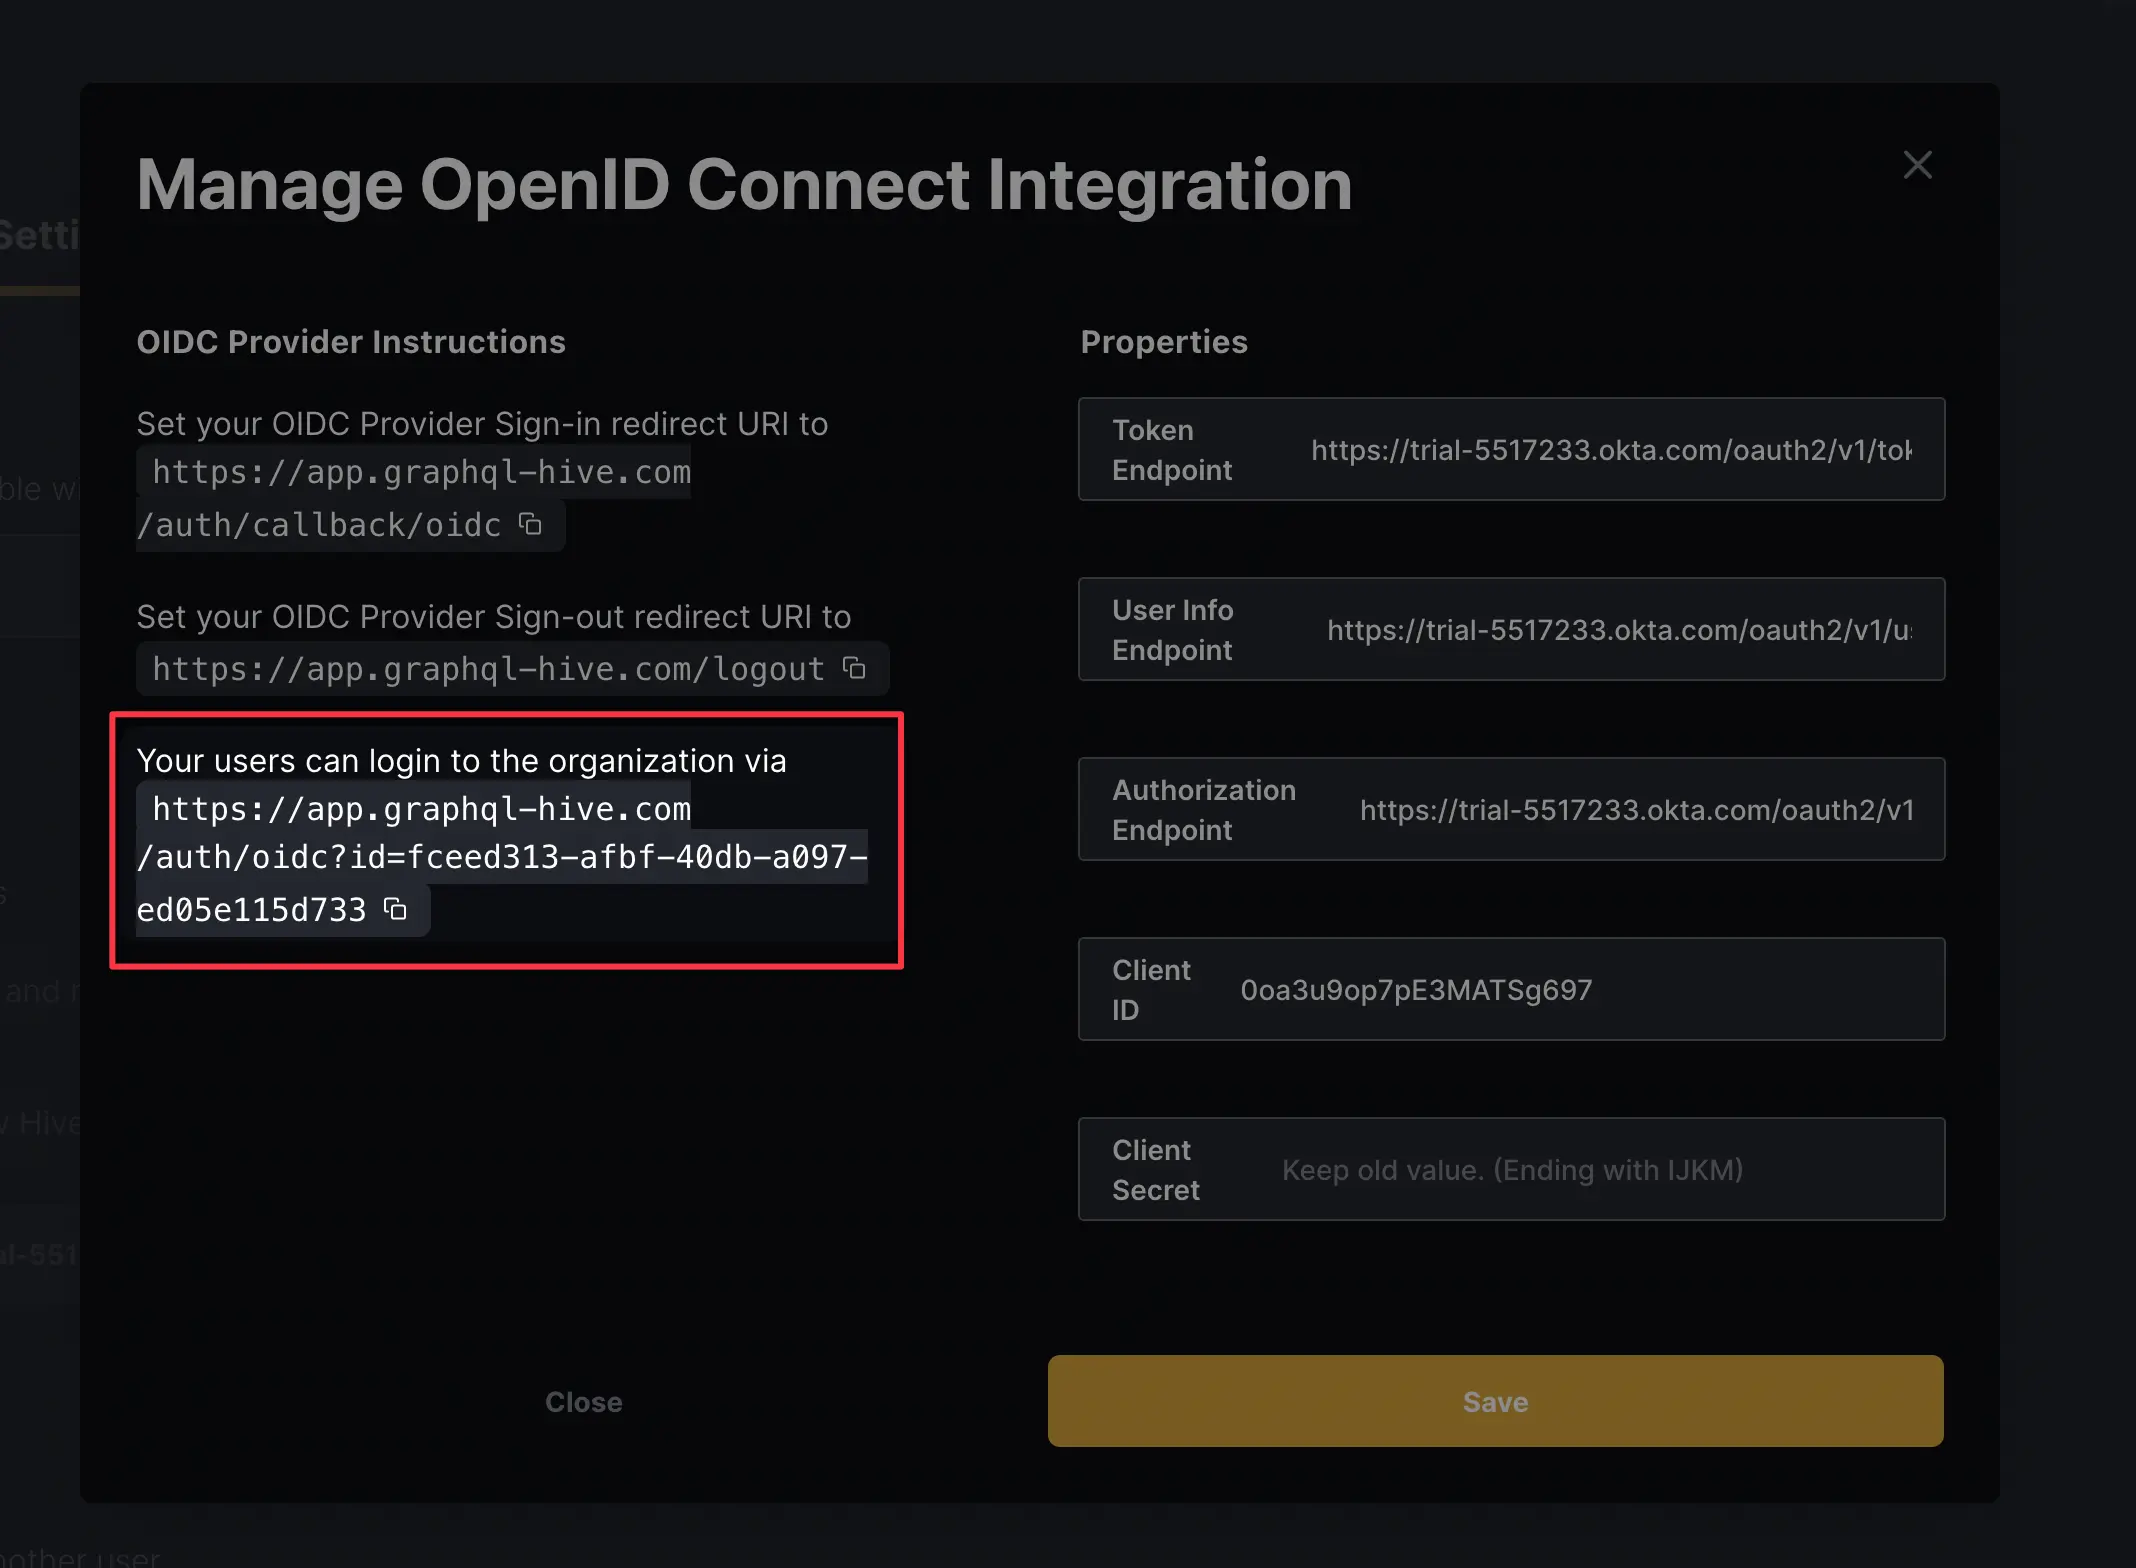 Manage OpenID Connect Integration
OIDC Provider Instructions
Set your OIDC Provider Sign-in redirect URI to
https://app.graphql-hive.com
/auth/callback/oidc
Set your OIDC Provider Sign-out redirect URI to
https://app.graphql-hive.com/logout
Your users can login to the organization via
https://app.graphql-hive.com
/auth/oidc?id=fceed313-afbf-40db-a097-
ed05e115d733
Properties
Token
Endpoint
https://trial-5517233.okta.com/oauth2/v1/tok
User Info
Endpoint
https://trial-5517233.okta.com/oauth2/v1/us
Authorization
Endpoint
https://trial-5517233.okta.com/oauth2/v1
Client
ID
0oa3u9op7pE3MATSg697
Client
Secret
Keep old value. (Ending with IJKM)
Close
Save
Setti
and
Hive
user